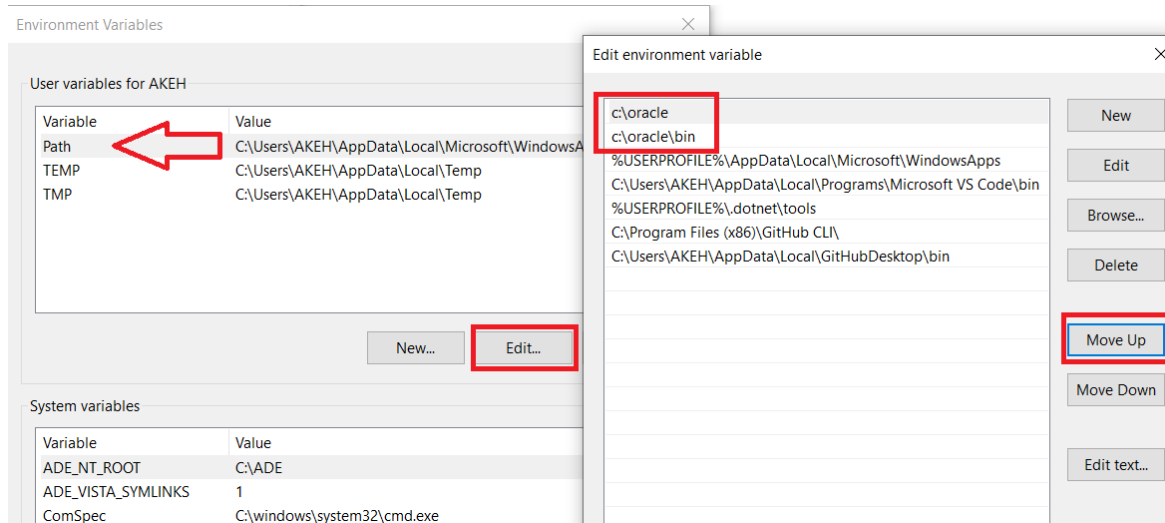 Environment Variables
User variables for AKEH
Variable Value
Path C:\Users\AKEH\AppData\Local\Microsoft\WindowsA
TEMP C:\Users\AKEH\AppData\Local\Temp
TMP C:\Users\AKEH\AppData\Local\Temp
New... Edit...
System variables
Variable Value
ADE_NT_ROOT C:\ADE
ADE_VISTA_SYMLINKS 1
ComSpec C:\windows\system32\cmd.exe
Edit environment variable
c:\oracle
c:\oracle\bin
%USERPROFILE%\AppData\Local\Microsoft\WindowsApps
C:\Users\AKEH\AppData\Local\Programs\Microsoft VS Code\bin
%USERPROFILE%\.dotnet\tools
C:\Program Files (x86)\GitHub CLI\
C:\Users\AKEH\AppData\Local\GitHubDesktop\bin
New
Edit
Browse...
Delete
Move Up
Move Down
Edit text...